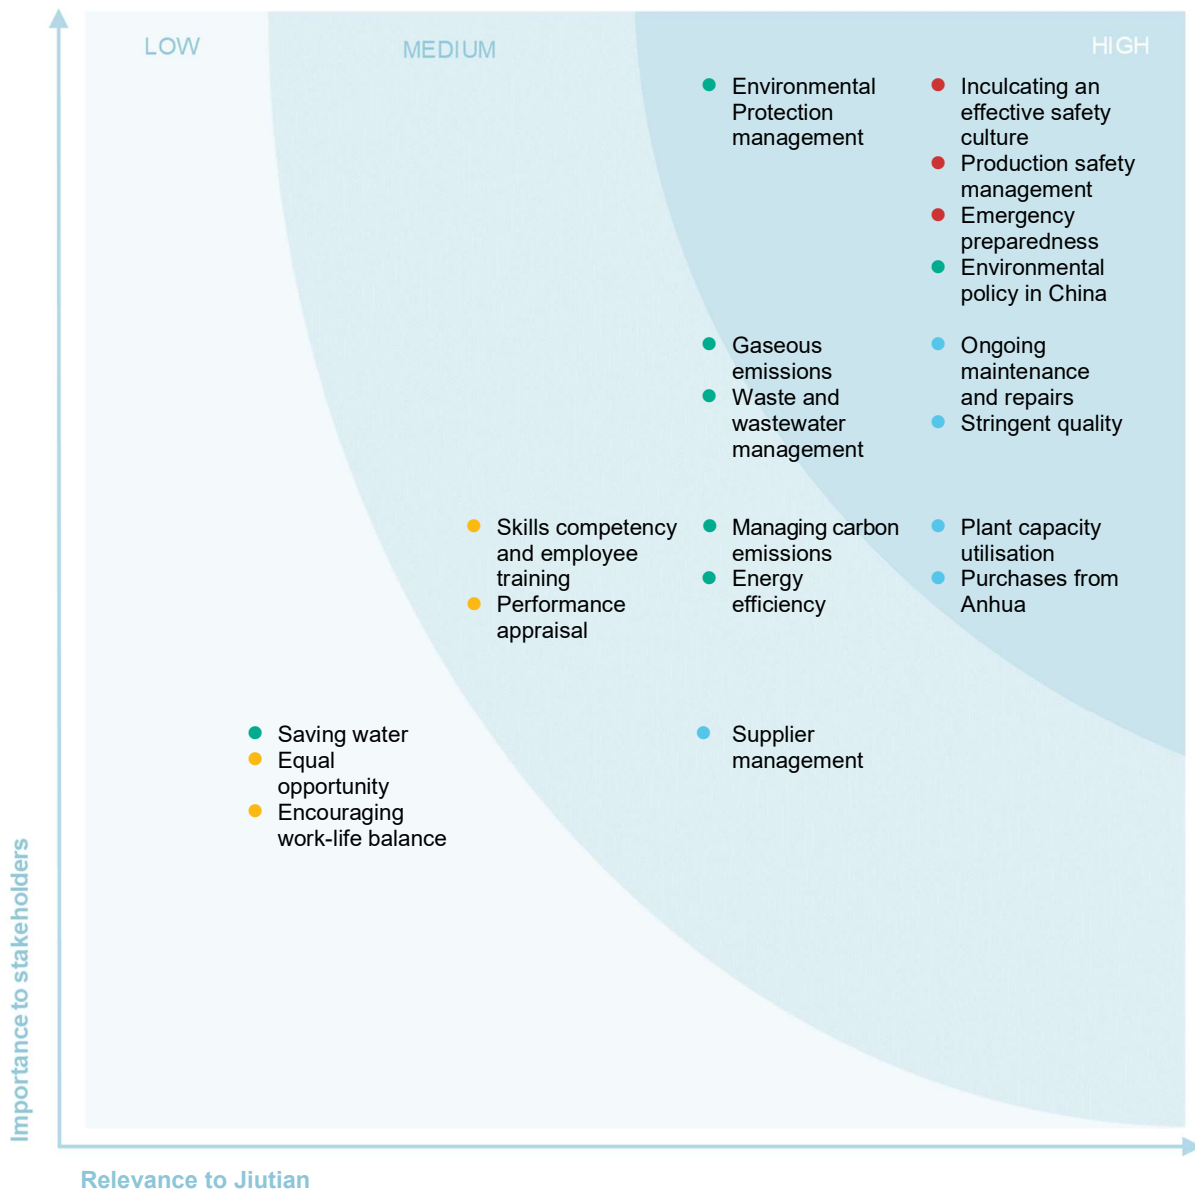 LOW
MEDIUM
HIGH
Environmental
Protection
management
Inculcating an
effective safety
culture
Production safety
management
Emergency
preparedness
Environmental
policy in China
Gaseous
emissions
Waste and
wastewater
management
Ongoing
maintenance
and repairs
Stringent quality
Skills competency
and employee
training
Performance
appraisal
Managing carbon
emissions
Energy
efficiency
Plant capacity
utilisation
Purchases from
Anhua
Saving water
Equal
opportunity
Encouraging
work-life balance
Supplier
management
Importance to stakeholders
Relevance to Jiutian